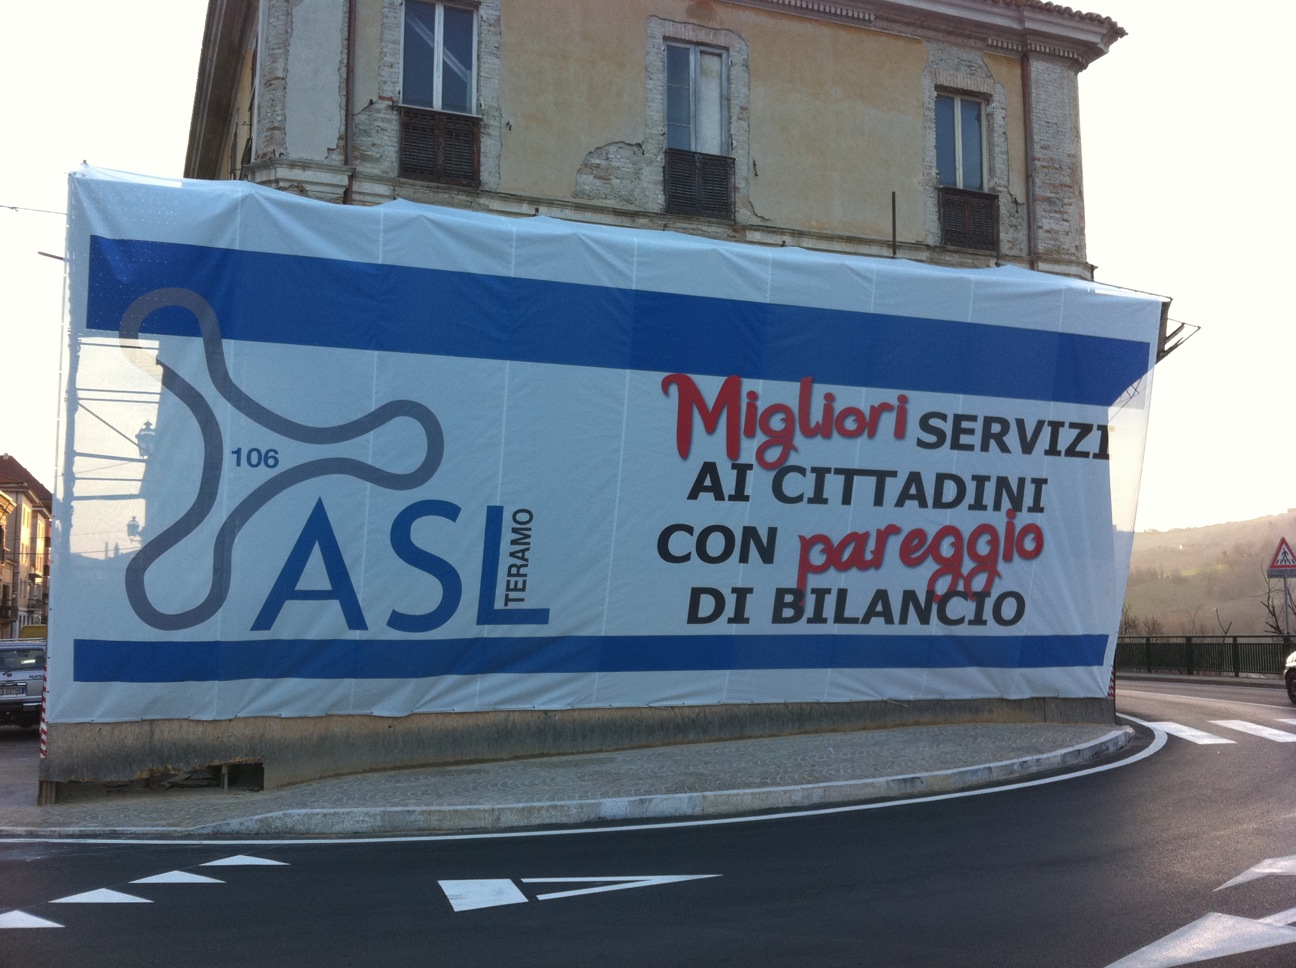 106
ASL
TERAMO
Migliori SERVIZI
AI CITTADINI
CON pareggio
DI BILANCIO